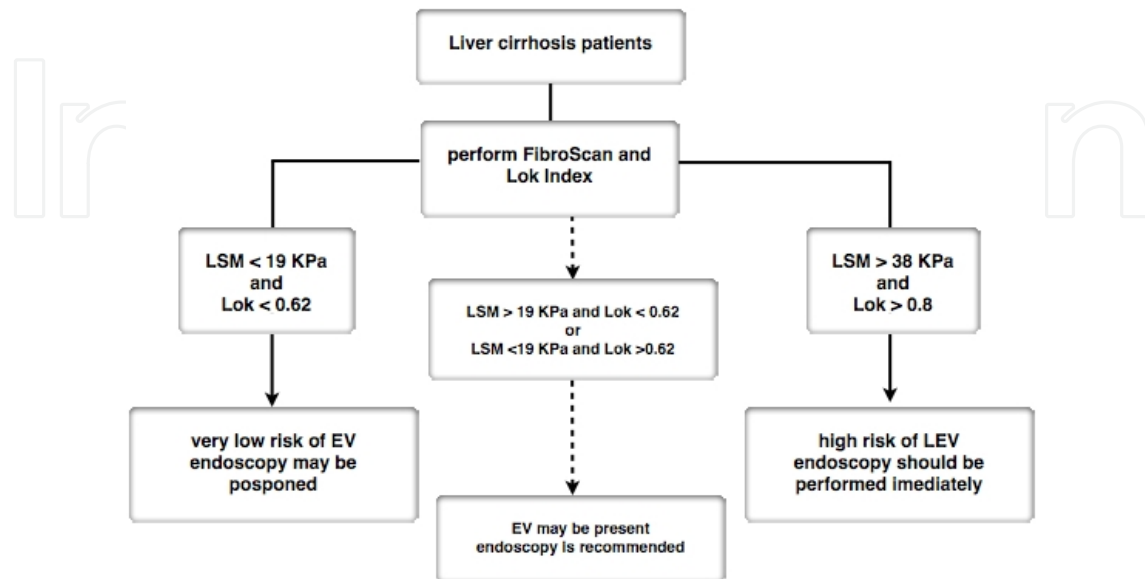 Liver cirrhosis patients
perform FibroScan and
Lok Index
LSM < 19 KPa
and
Lok < 0.62
LSM > 19 KPa and Lok < 0.62
or
LSM <19 KPa and Lok >0.62
LSM > 38 KPa
and
Lok > 0.8
very low risk of EV
endoscopy may be
posponed
EV may be present
endoscopy is recommended
high risk of LEV
endoscopy should be
performed imediately